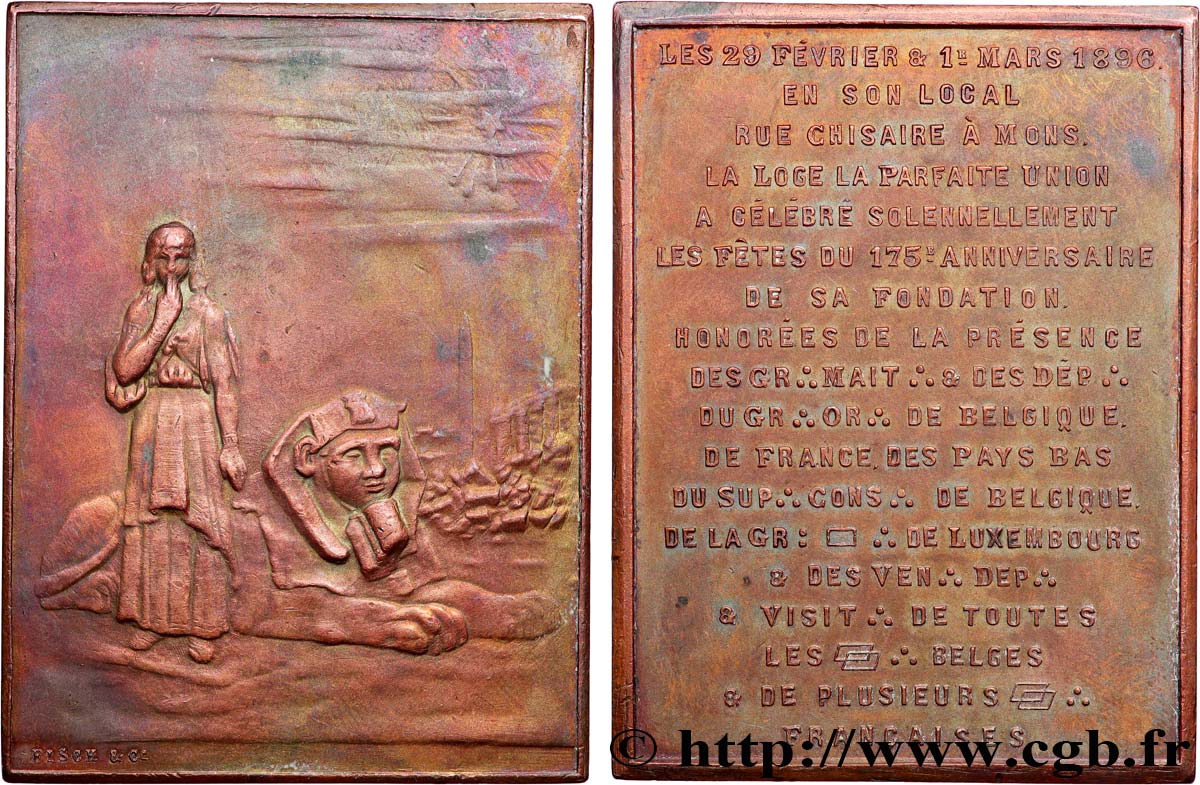 FISCH & Cⁱᵉ
LES 29 FÉVRIER & 1ᴿ MARS 1896.
EN SON LOCAL
RUE CHISAIRE À MONS.
LA LOGE LA PARFAITE UNION
A CÉLÉBRÉ SOLENNELLEMENT
LES FÊTES DU 175ᴱ ANNIVERSAIRE
DE SA FONDATION.
HONORÉES DE LA PRÉSENCE
DES GR∴ MAIT∴ & DES DÉP∴
DU GR∴ OR∴ DE BELGIQUE,
DE FRANCE, DES PAYS BAS
DU SUP∴ CONS∴ DE BELGIQUE.
DE LA GR: ▭ ∴ DE LUXEMBOURG
& DES VEN∴ DEP∴
& VISIT∴ DE TOUTES
LES ∴ BELGES
& DE PLUSIEURS ∴
FRANÇAISES
© http://www.cgb.fr